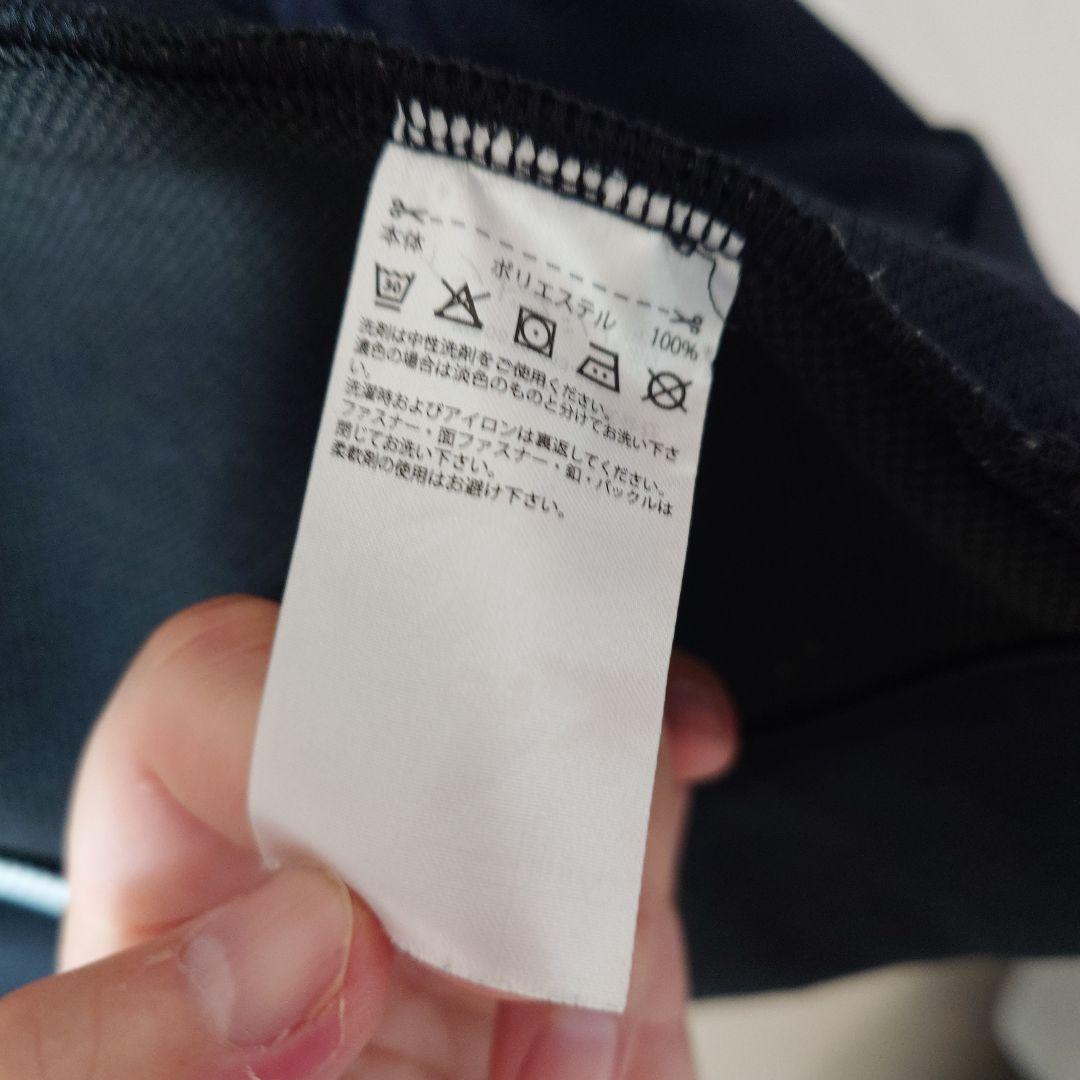 本体
ポリエステル 100%
30
洗剤は中性洗剤をご使用ください。
濃色の場合は淡色のものと分けてお洗い下さ
い。
洗濯時およびアイロンは裏返してください。
ファスナー・面ファスナー・釦・バックルは
閉じてお洗い下さい。
柔軟剤の使用はお避け下さい。